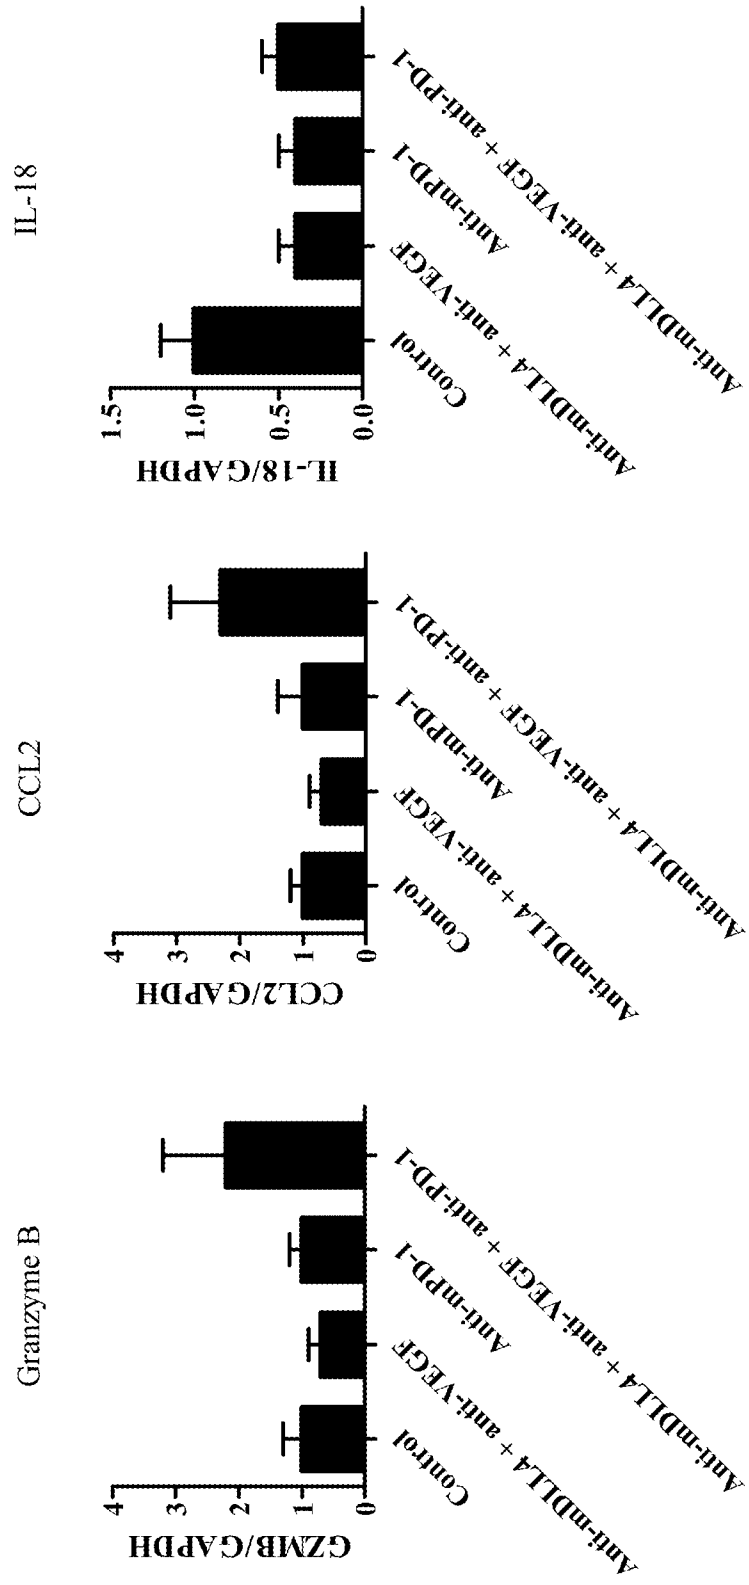 Granzyme B
GZMB/GAPDH
4
3
2
1
0
Control
Anti-mDLL4 + anti-VEGF
Anti-mPD-1
Anti-mDLL4 + anti-VEGF + anti-PD-1
CCL2
CCL2/GAPDH
4
3
2
1
0
Control
Anti-mDLL4 + anti-VEGF
Anti-mPD-1
Anti-mDLL4 + anti-VEGF + anti-PD-1
IL-18
IL-18/GAPDH
1.5
1.0
0.5
0.0
Control
Anti-mDLL4 + anti-VEGF
Anti-mPD-1
Anti-mDLL4 + anti-VEGF + anti-PD-1